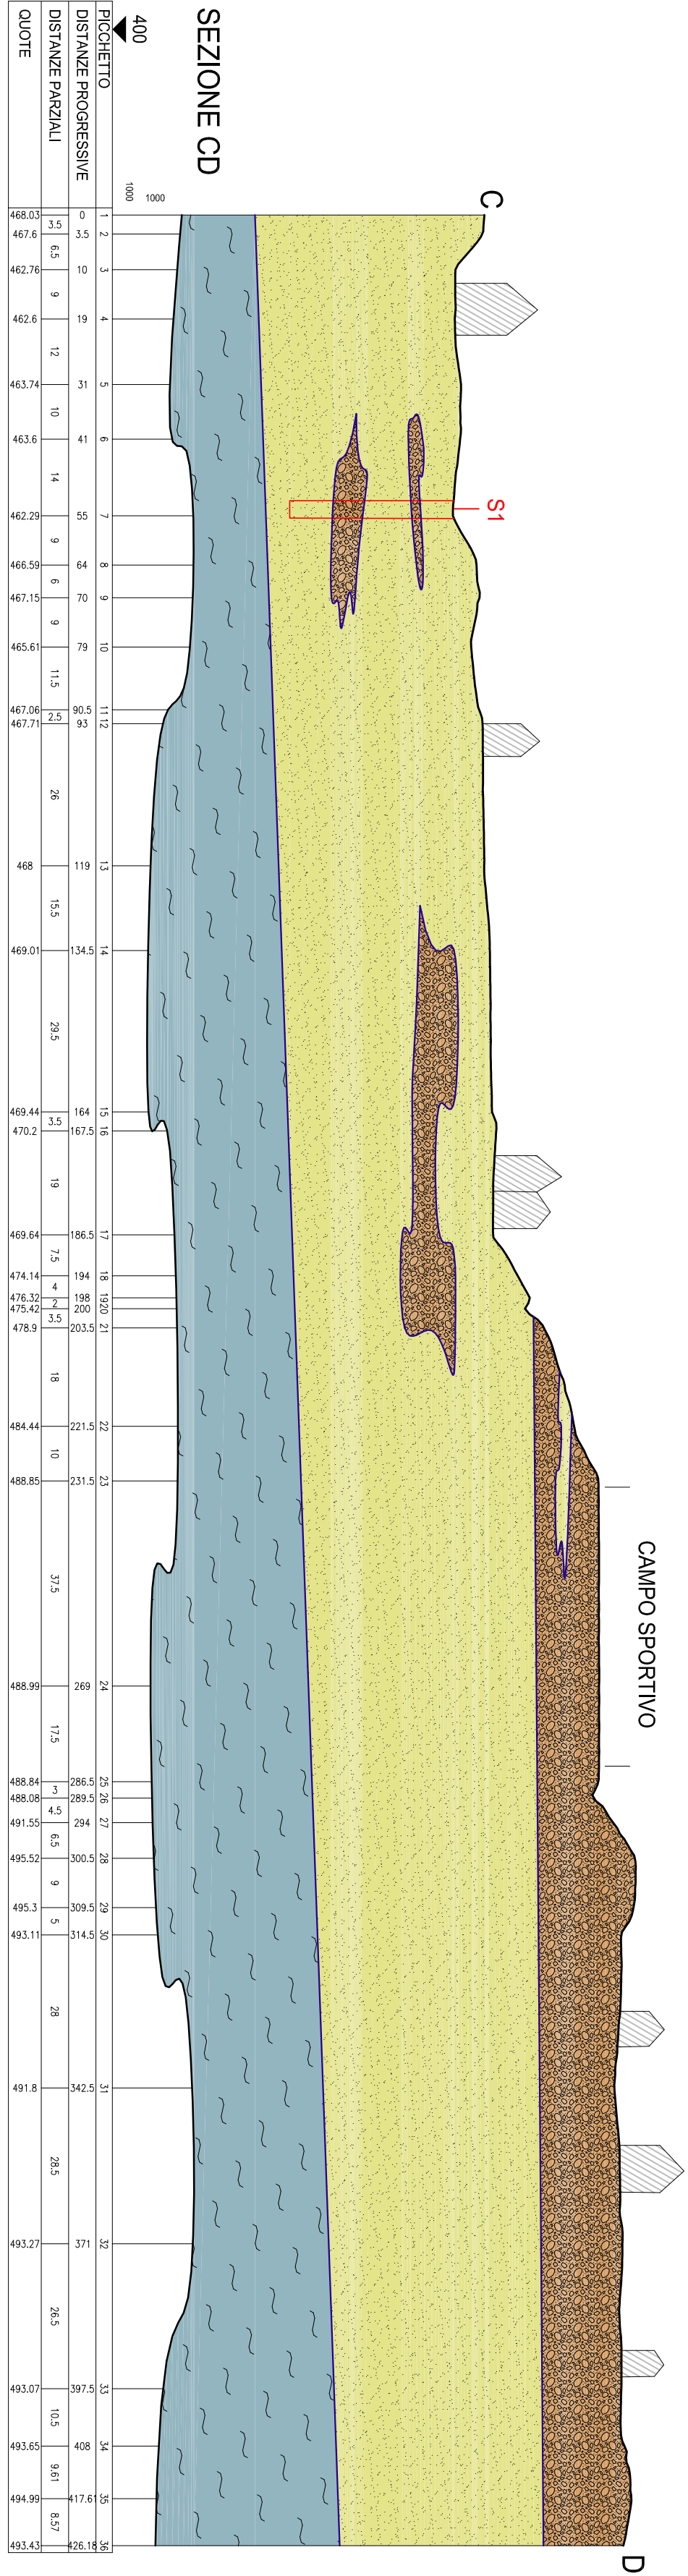 SEZIONE CD
C
D
S1
CAMPO SPORTIVO
400
1000
1000
PICCHETTO 1 2 3 4 5 6 7 8 9 10 11 12 13 14 15 16 17 18 19 20 21 22 23 24 25 26 27 28 29 30 31 32 33 34 35 36
DISTANZE PROGRESSIVE 0 3.5 10 19 31 41 55 64 70 79 90.5 93 119 134.5 164 167.5 186.5 194 198 200 203.5 221.5 231.5 269 286.5 289.5 294 300.5 309.5 314.5 342.5 371 397.5 408 417.61 426.18
DISTANZE PARZIALI 3.5 6.5 9 12 10 14 9 6 9 11.5 2.5 26 15.5 29.5 3.5 19 7.5 4 2 3.5 18 10 37.5 17.5 3 4.5 6.5 9 5 28 28.5 26.5 10.5 9.61 8.57
QUOTE 468.03 467.6 462.76 462.6 463.74 463.6 462.29 466.59 467.15 465.61 467.06 467.71 468 469.01 469.44 470.2 469.64 474.14 476.32 475.42 478.9 484.44 488.85 488.99 488.84 488.08 491.55 495.52 495.3 493.11 491.8 493.27 493.07 493.65 494.99 493.43